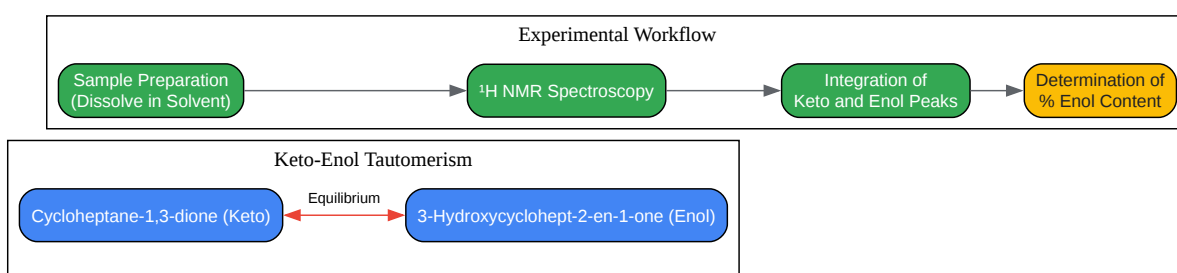 Experimental Workflow
Sample Preparation
(Dissolve in Solvent)
¹H NMR Spectroscopy
Integration of
Keto and Enol Peaks
Determination of
% Enol Content
Keto-Enol Tautomerism
Cycloheptane-1,3-dione (Keto)
Equilibrium
3-Hydroxycyclohept-2-en-1-one (Enol)